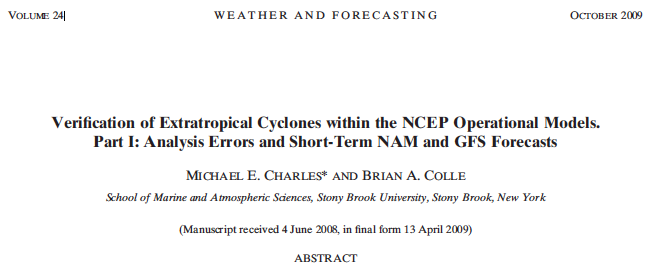 VOLUME 24 WEATHER AND FORECASTING OCTOBER 2009
Verification of Extratropical Cyclones within the NCEP Operational Models.
Part I: Analysis Errors and Short-Term NAM and GFS Forecasts
MICHAEL E. CHARLES* AND BRIAN A. COLLE
School of Marine and Atmospheric Sciences, Stony Brook University, Stony Brook, New York
(Manuscript received 4 June 2008, in final form 13 April 2009)
ABSTRACT